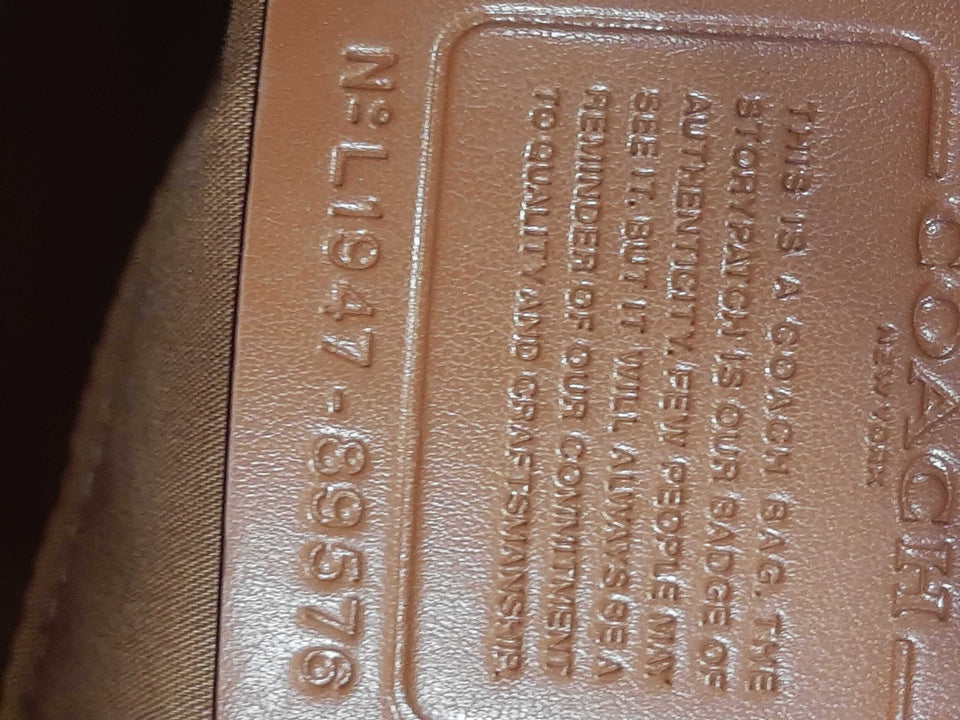 COACH
NEW YORK
THIS IS A COACH BAG. THE
STORYPATCH IS OUR BADGE OF
AUTHENTICITY. FEW PEOPLE MAY
SEE IT, BUT IT WILL ALWAYS BE A
REMINDER OF OUR COMMITMENT
TO QUALITY AND CRAFTSMANSHIP.
Nº L1947-89576